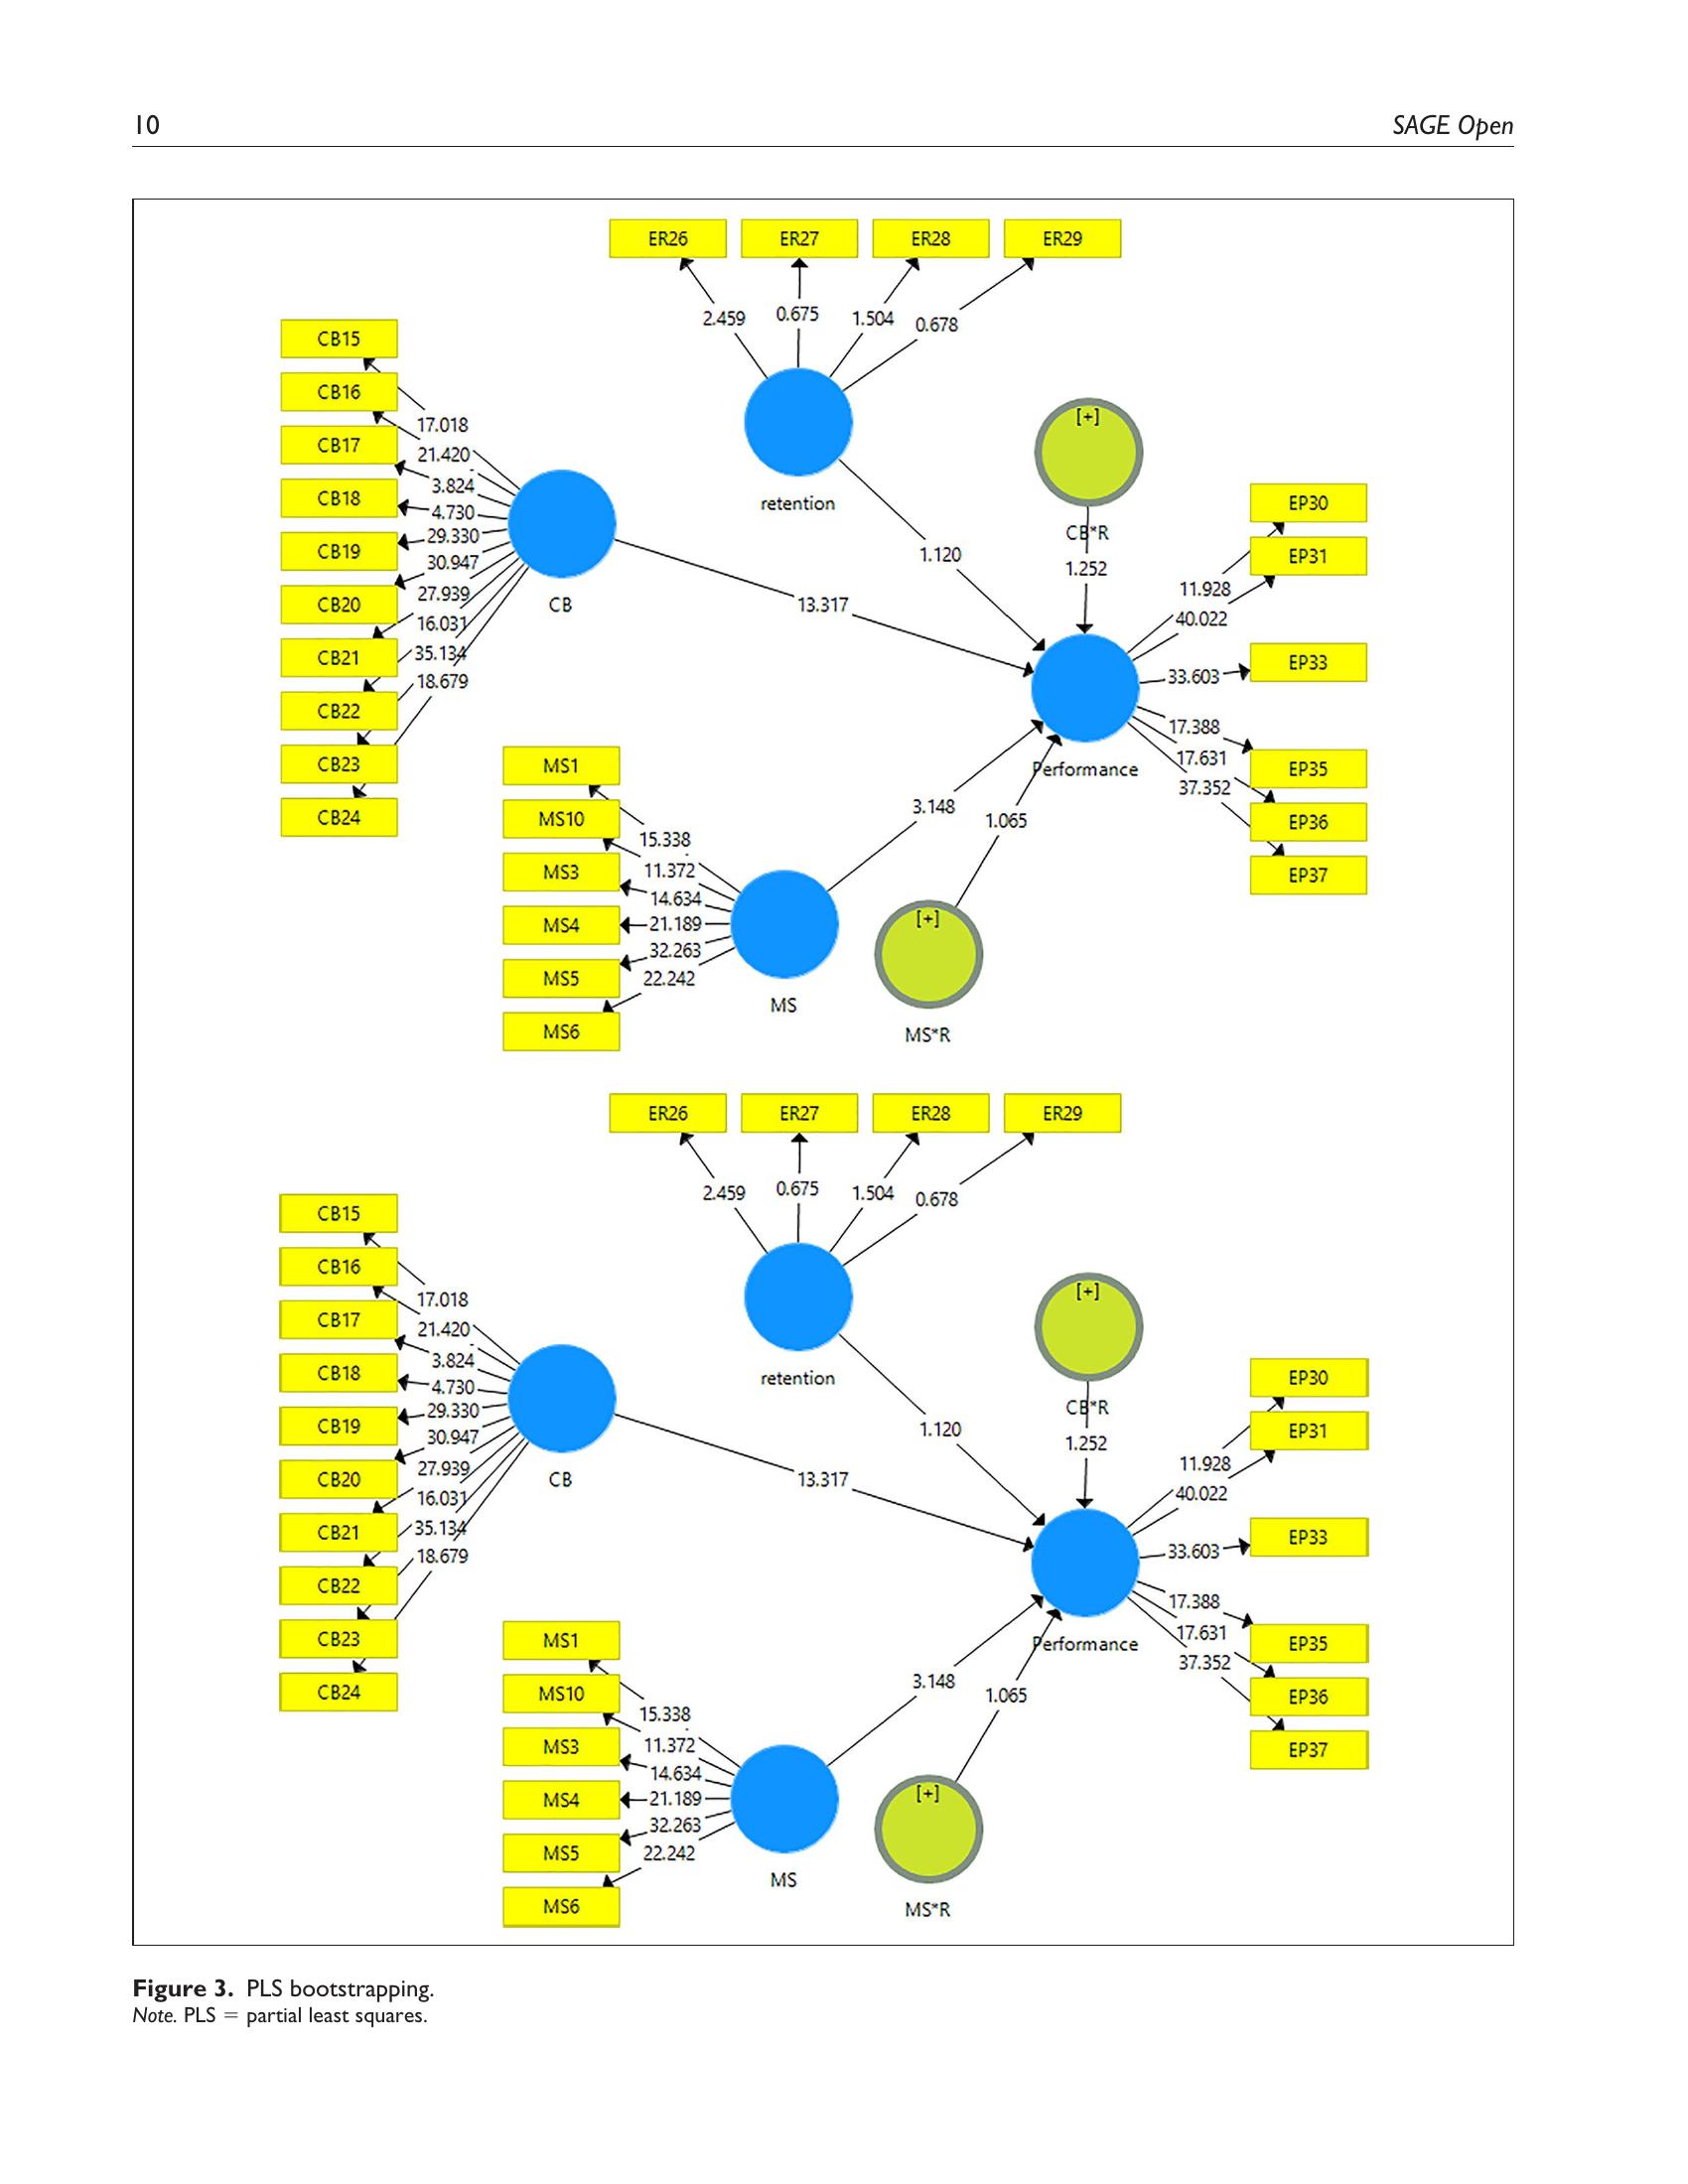 10
SAGE Open
ER26 ER27 ER28 ER29
2.459 0.675 1.504 0.678
retention
CB15
CB16
CB17
CB18
CB19
CB20
CB21
CB22
CB23
CB24
17.018
21.420
3.824
4.730
29.330
30.947
27.939
16.031
35.134
18.679
CB
[+]
CB*R
1.252
1.120
13.317
EP30
EP31
EP33
EP35
EP36
EP37
11.928
40.022
33.603
17.388
17.631
37.352
Performance
3.148
1.065
MS1
MS10
MS3
MS4
MS5
MS6
15.338
11.372
14.634
21.189
32.263
22.242
MS
[+]
MS*R
ER26 ER27 ER28 ER29
2.459 0.675 1.504 0.678
retention
CB15
CB16
CB17
CB18
CB19
CB20
CB21
CB22
CB23
CB24
17.018
21.420
3.824
4.730
29.330
30.947
27.939
16.031
35.134
18.679
CB
[+]
CB*R
1.252
1.120
13.317
EP30
EP31
EP33
EP35
EP36
EP37
11.928
40.022
33.603
17.388
17.631
37.352
Performance
3.148
1.065
MS1
MS10
MS3
MS4
MS5
MS6
15.338
11.372
14.634
21.189
32.263
22.242
MS
[+]
MS*R
Figure 3. PLS bootstrapping.
Note. PLS = partial least squares.